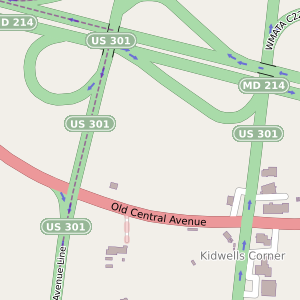 MD 214
US 301
WMATA C2
MD 214
US 301
US 301
Old Central Avenue
US 301
Kidwells Corner
Avenue Line